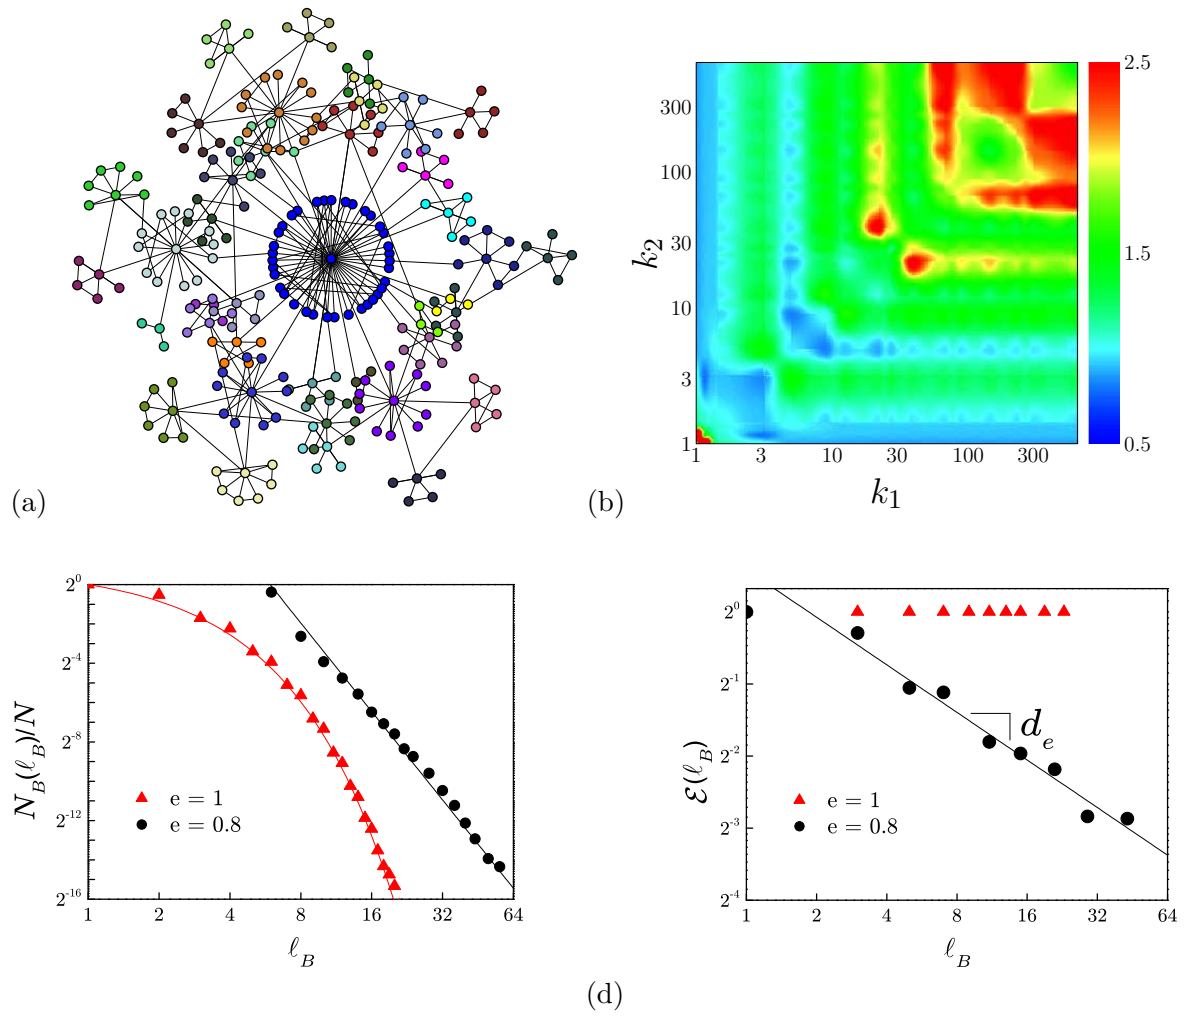 (a)
300
100
30
10
3
1
k2
1 3 10 30 100 300
k1
2.5
1.5
0.5
(b)
2^0
2^-4
2^-8
2^-12
2^-16
N_B(ℓ_B)/N
e = 1
e = 0.8
1 2 4 8 16 32 64
ℓ_B
2^0
2^-1
2^-2
2^-3
2^-4
ℰ(ℓ_B)
d_e
e = 1
e = 0.8
1 2 4 8 16 32 64
ℓ_B
(d)